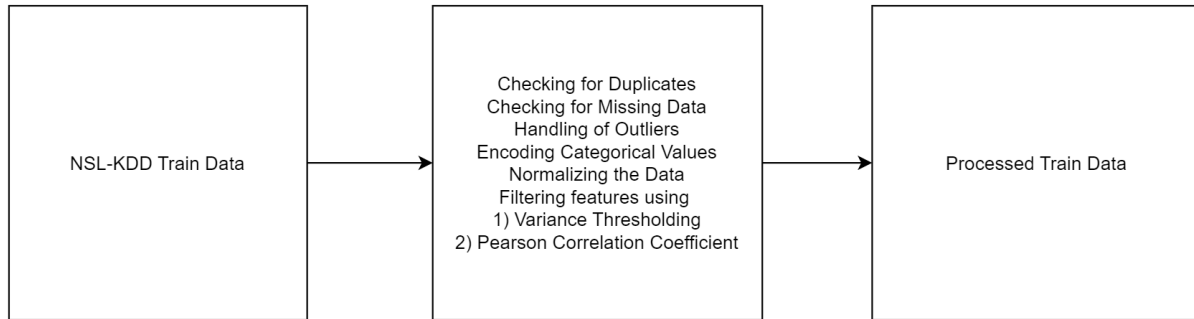 NSL-KDD Train Data
Checking for Duplicates
Checking for Missing Data
Handling of Outliers
Encoding Categorical Values
Normalizing the Data
Filtering features using
1) Variance Thresholding
2) Pearson Correlation Coefficient
Processed Train Data